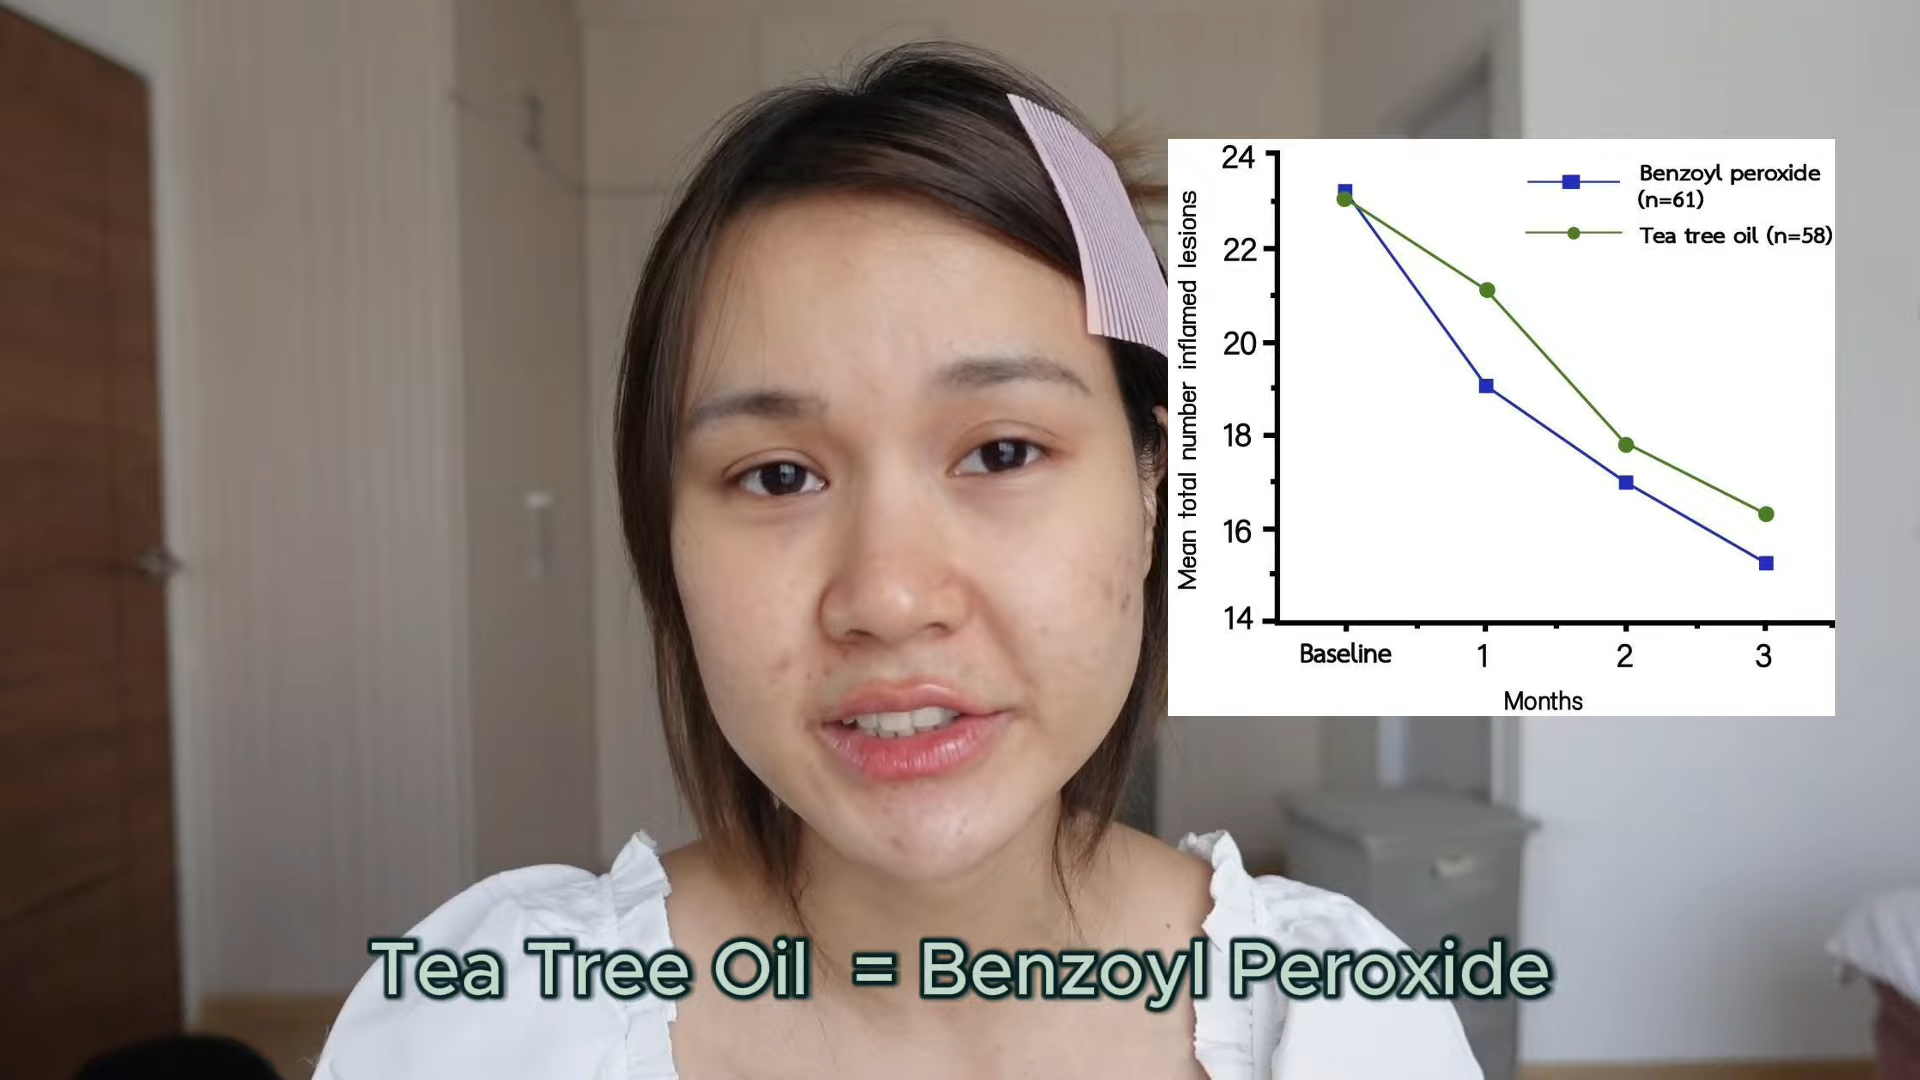 24
22
20
18
16
14
Mean total number inflamed lesions
Benzoyl peroxide
(n=61)
Tea tree oil (n=58)
Baseline 1 2 3
Months
Tea Tree Oil = Benzoyl Peroxide